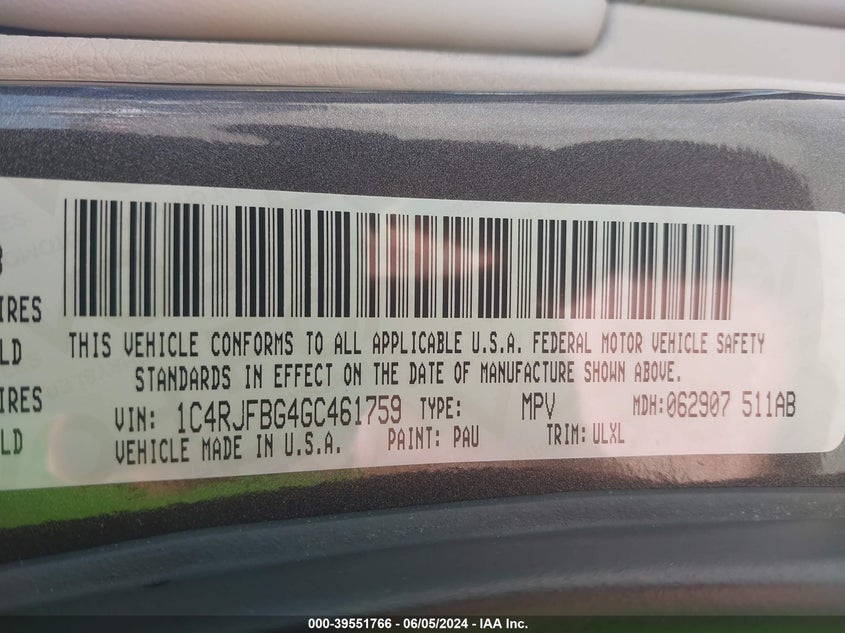 IRES
LD
IRES
LD
THIS VEHICLE CONFORMS TO ALL APPLICABLE U.S.A. FEDERAL MOTOR VEHICLE SAFETY
STANDARDS IN EFFECT ON THE DATE OF MANUFACTURE SHOWN ABOVE.
VIN: 1C4RJFBG4GC461759 TYPE: MPV MDH:062907 511AB
VEHICLE MADE IN U.S.A. PAINT: PAU TRIM: ULXL
000-39551766 - 06/05/2024 - IAA Inc.